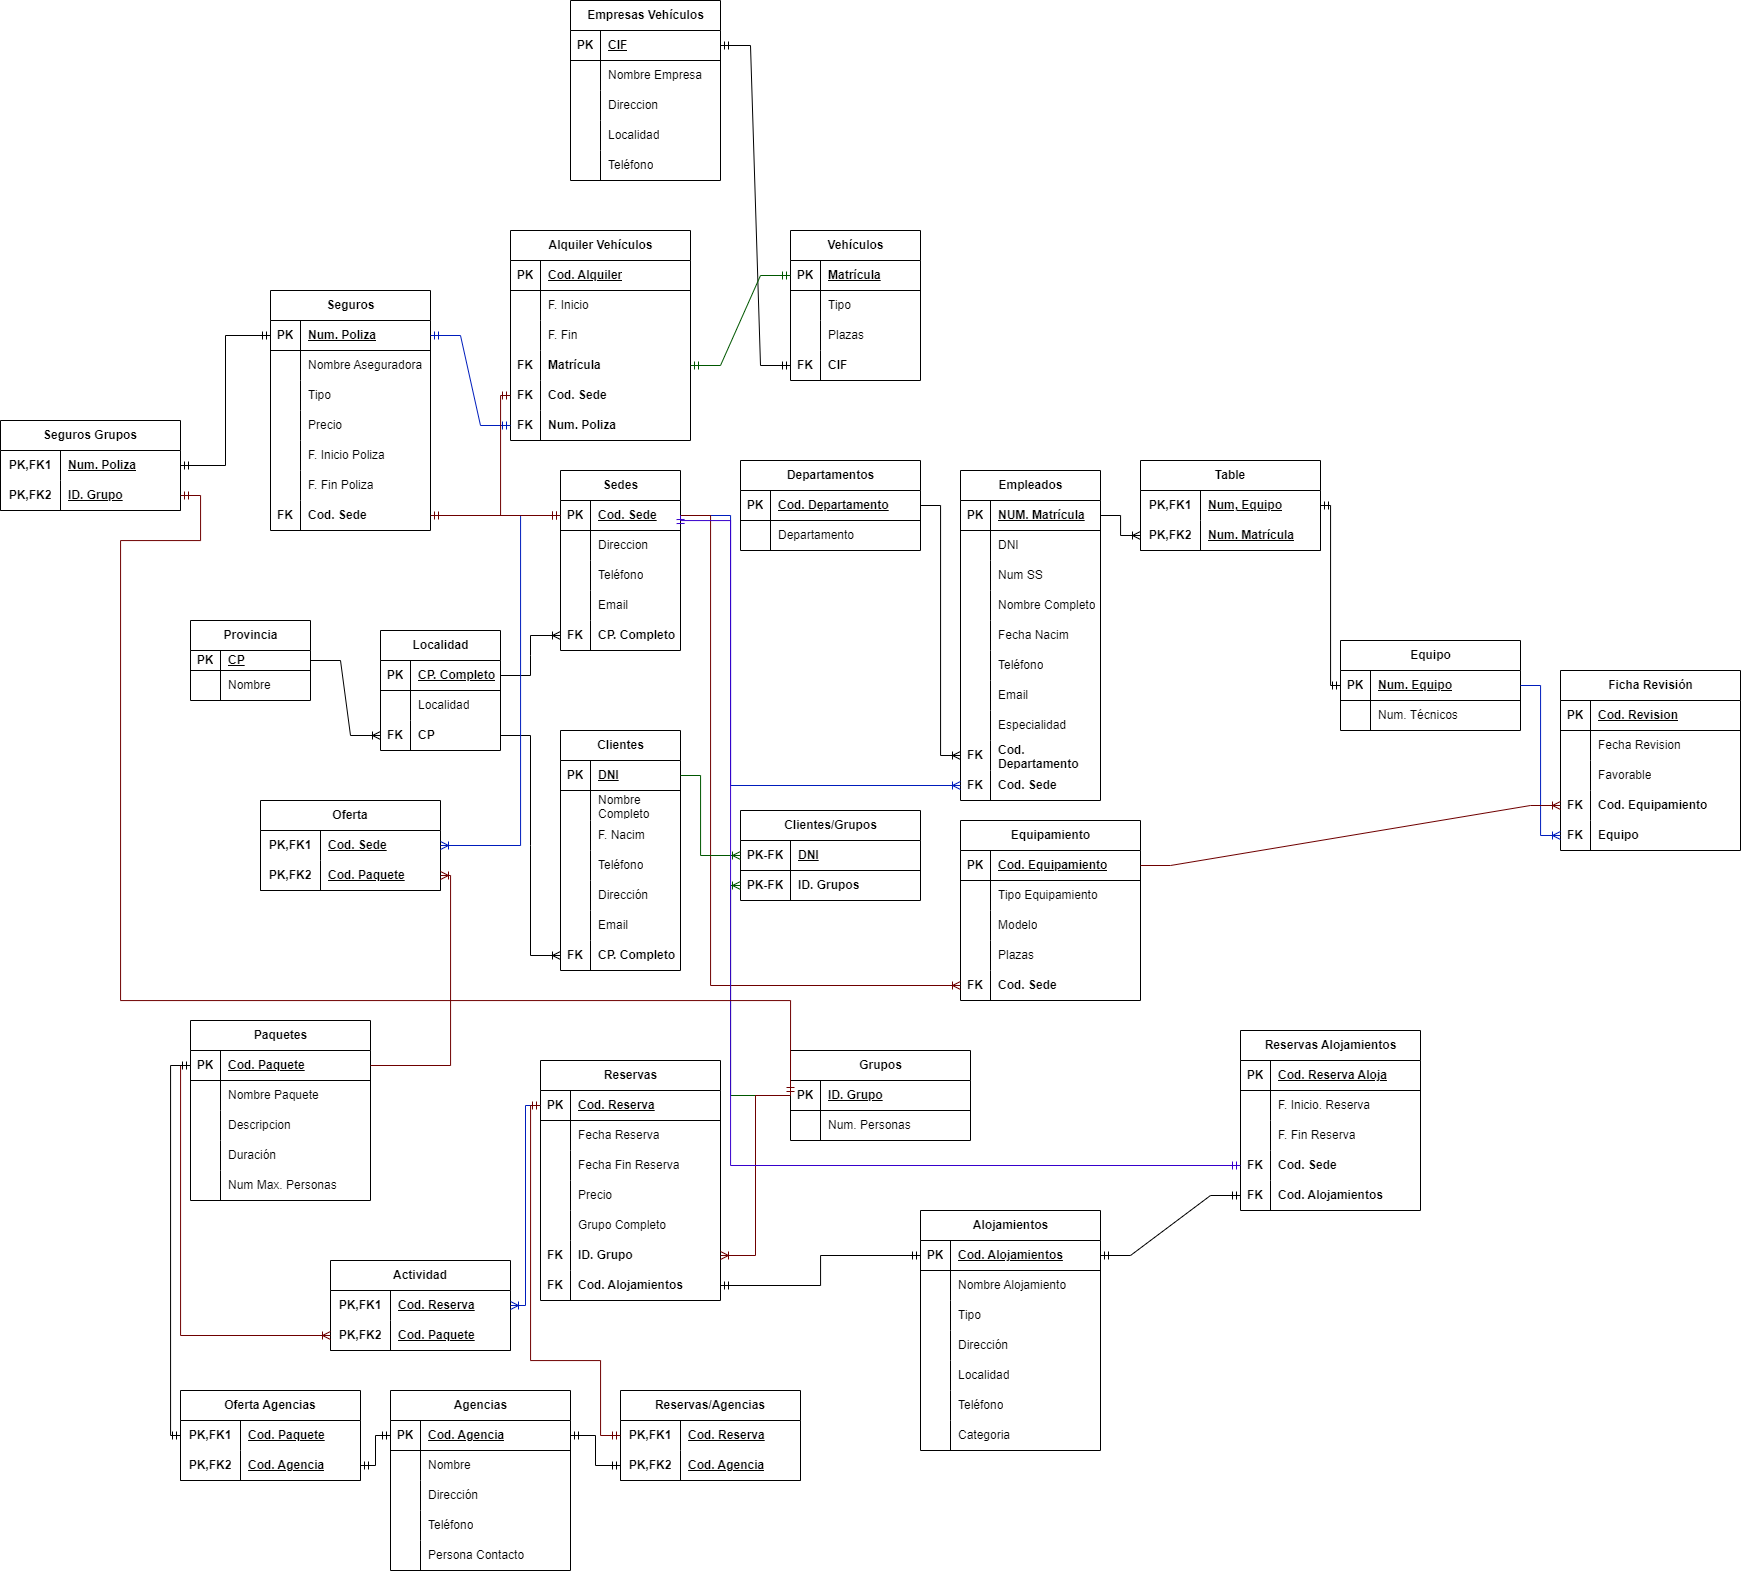 Empresas Vehículos
PK CIF
Nombre Empresa
Direccion
Localidad
Teléfono
Alquiler Vehículos
PK Cod. Alquiler
F. Inicio
F. Fin
FK Matrícula
FK Cod. Sede
FK Num. Poliza
Vehículos
PK Matrícula
Tipo
Plazas
FK CIF
Seguros
PK Num. Poliza
Nombre Aseguradora
Tipo
Precio
F. Inicio Poliza
F. Fin Poliza
FK Cod. Sede
Seguros Grupos
PK,FK1 Num. Poliza
PK,FK2 ID. Grupo
Sedes
PK Cod. Sede
Direccion
Teléfono
Email
FK CP. Completo
Departamentos
PK Cod. Departamento
Departamento
Empleados
PK NUM. Matrícula
DNI
Num SS
Nombre Completo
Fecha Nacim
Teléfono
Email
Especialidad
FK Cod.
Departamento
FK Cod. Sede
Table
PK,FK1 Num, Equipo
PK,FK2 Num. Matrícula
Equipo
PK Num. Equipo
Num. Técnicos
Ficha Revisión
PK Cod. Revision
Fecha Revision
Favorable
FK Cod. Equipamiento
FK Equipo
Provincia
PK CP
Nombre
Localidad
PK CP. Completo
Localidad
FK CP
Clientes
PK DNI
Nombre
Completo
F. Nacim
Teléfono
Dirección
Email
FK CP. Completo
Oferta
PK,FK1 Cod. Sede
PK,FK2 Cod. Paquete
Clientes/Grupos
PK-FK DNI
PK-FK ID. Grupos
Equipamiento
PK Cod. Equipamiento
Tipo Equipamiento
Modelo
Plazas
FK Cod. Sede
Paquetes
PK Cod. Paquete
Nombre Paquete
Descripcion
Duración
Num Max. Personas
Reservas
PK Cod. Reserva
Fecha Reserva
Fecha Fin Reserva
Precio
Grupo Completo
FK ID. Grupo
FK Cod. Alojamientos
Grupos
PK ID. Grupo
Num. Personas
Reservas Alojamientos
PK Cod. Reserva Aloja
F. Inicio. Reserva
F. Fin Reserva
FK Cod. Sede
FK Cod. Alojamientos
Alojamientos
PK Cod. Alojamientos
Nombre Alojamiento
Tipo
Dirección
Localidad
Teléfono
Categoria
Actividad
PK,FK1 Cod. Reserva
PK,FK2 Cod. Paquete
Oferta Agencias
PK,FK1 Cod. Paquete
PK,FK2 Cod. Agencia
Agencias
PK Cod. Agencia
Nombre
Dirección
Teléfono
Persona Contacto
Reservas/Agencias
PK,FK1 Cod. Reserva
PK,FK2 Cod. Agencia